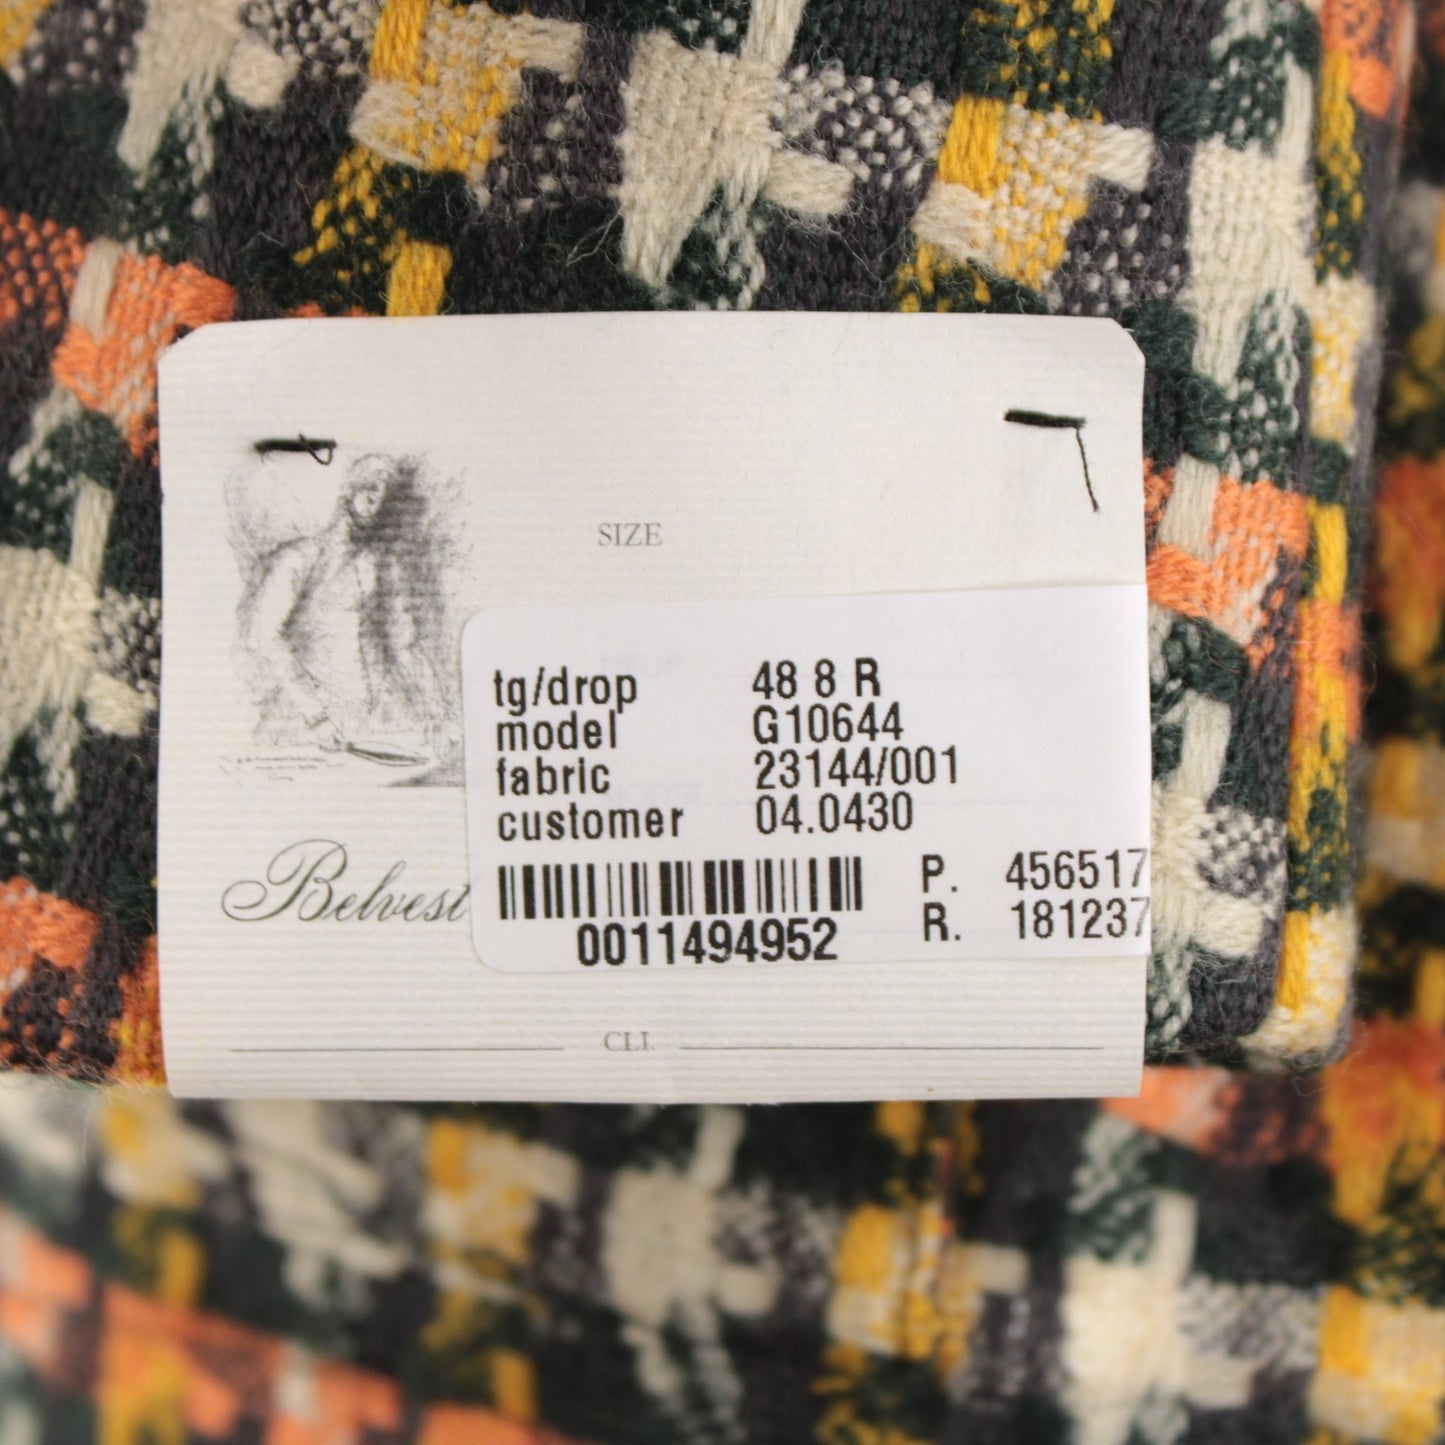 SIZE
tg/drop 48 8 R
model G10644
fabric 23144/001
customer 04.0430
P. 456517
R. 181237
0011494952
Belvest
CLI.